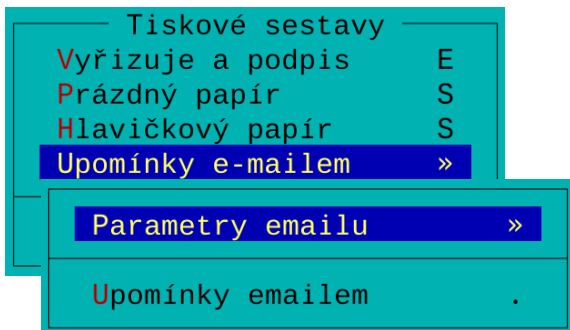 Tiskové sestavy
Vyřizuje a podpis E
Prázdný papír S
Hlavičkový papír S
Upomínky e-mailem »
Parametry emailu »
Upomínky emailem .